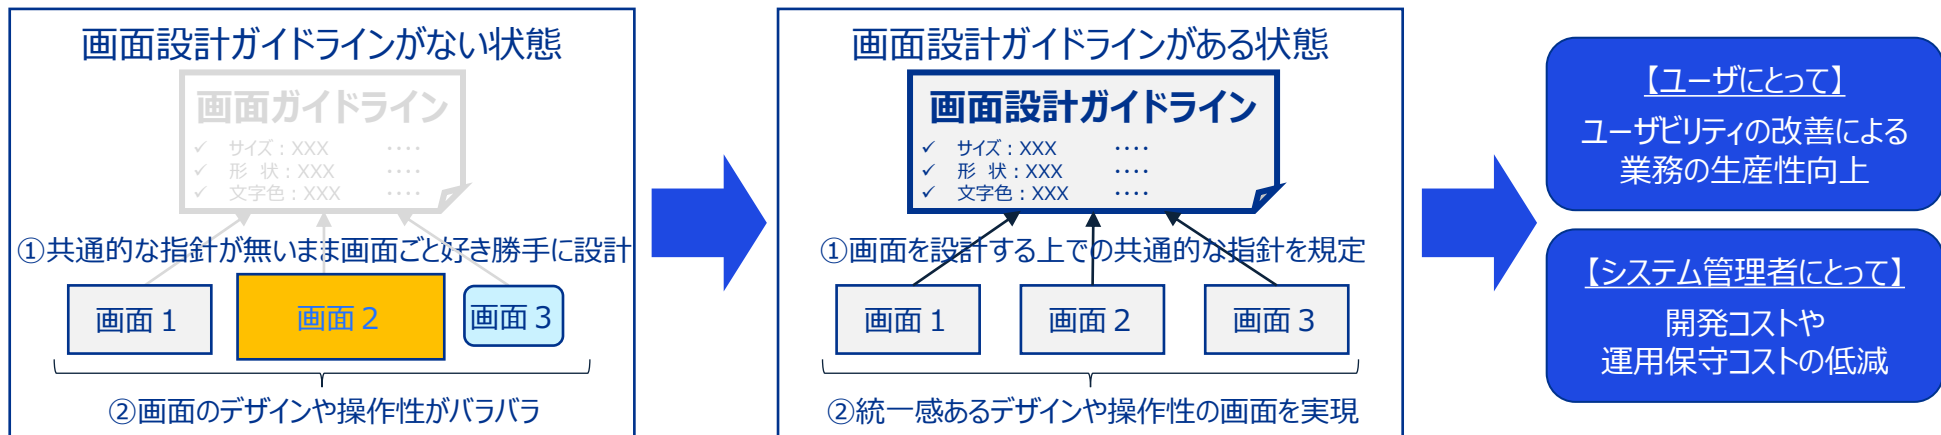 画面設計ガイドラインがない状態
画面ガイドライン
✓ サイズ：XXX ････
✓ 形 状：XXX ････
✓ 文字色：XXX ････
①共通的な指針が無いまま画面ごと好き勝手に設計
画面１
画面２
画面３
②画面のデザインや操作性がバラバラ
画面設計ガイドラインがある状態
画面設計ガイドライン
✓ サイズ：XXX ････
✓ 形 状：XXX ････
✓ 文字色：XXX ････
①画面を設計する上での共通的な指針を規定
画面１
画面２
画面３
②統一感あるデザインや操作性の画面を実現
【ユーザにとって】
ユーザビリティの改善による
業務の生産性向上
【システム管理者にとって】
開発コストや
運用保守コストの低減